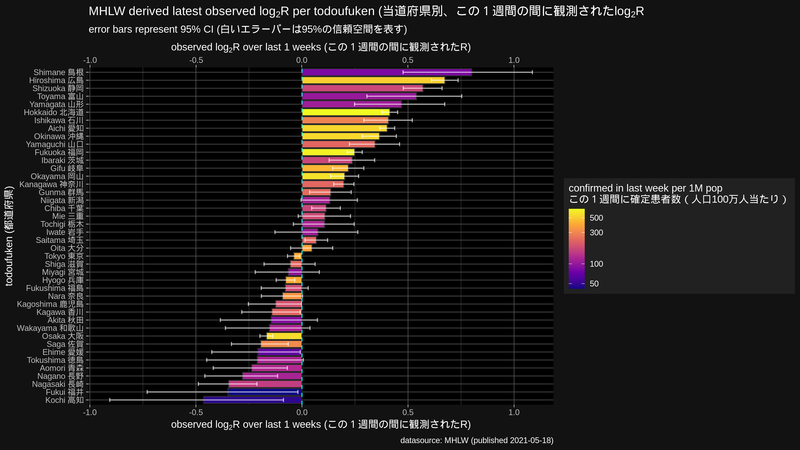 MHLW derived latest observed log₂R per todoufuken (当道府県別、この１週間の間に観測されたlog₂R
error bars represent 95% CI (白いエラーバーは95%の信頼空間を表す)
observed log₂R over last 1 weeks (この１週間の間に観測されたR)
-1.0 -0.5 0.0 0.5 1.0
todoufuken (都道府県)
Shimane 島根
Hiroshima 広島
Shizuoka 静岡
Toyama 富山
Yamagata 山形
Hokkaido 北海道
Ishikawa 石川
Aichi 愛知
Okinawa 沖縄
Yamaguchi 山口
Fukuoka 福岡
Ibaraki 茨城
Gifu 岐阜
Okayama 岡山
Kanagawa 神奈川
Gunma 群馬
Niigata 新潟
Chiba 千葉
Mie 三重
Tochigi 栃木
Iwate 岩手
Saitama 埼玉
Oita 大分
Tokyo 東京
Shiga 滋賀
Miyagi 宮城
Hyogo 兵庫
Fukushima 福島
Nara 奈良
Kagoshima 鹿児島
Kagawa 香川
Akita 秋田
Wakayama 和歌山
Osaka 大阪
Saga 佐賀
Ehime 愛媛
Tokushima 徳島
Aomori 青森
Nagano 長野
Nagasaki 長崎
Fukui 福井
Kochi 高知
-1.0 -0.5 0.0 0.5 1.0
observed log₂R over last 1 weeks (この１週間の間に観測されたR)
confirmed in last week per 1M pop
この１週間に確定患者数 ( 人口100万人当たり )
500
300
100
50
datasource: MHLW (published 2021-05-18)